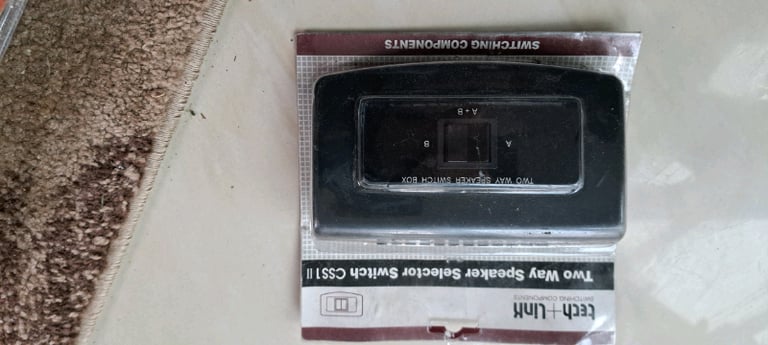 tech+link
SWITCHING COMPONENTS
Two Way Speaker Selector Switch CSS1 II
TWO WAY SPEAKER SWITCH BOX
A B
A + B
SWITCHING COMPONENTS